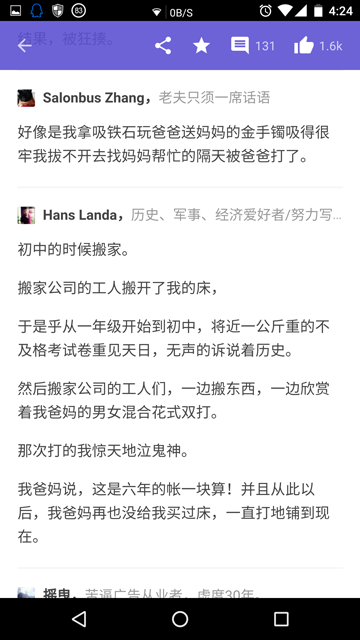 0B/S
83
4:24
结果，被狂揍。
131
1.6k
Salonbus Zhang，老夫只须一席话语
好像是我拿吸铁石玩爸爸送妈妈的金手镯吸得很
牢我拔不开去找妈妈帮忙的隔天被爸爸打了。
Hans Landa，历史、军事、经济爱好者/努力写…
初中的时候搬家。
搬家公司的工人搬开了我的床，
于是乎从一年级开始到初中，将近一公斤重的不
及格考试卷重见天日，无声的诉说着历史。
然后搬家公司的工人们，一边搬东西，一边欣赏
着我爸妈的男女混合花式双打。
那次打的我惊天地泣鬼神。
我爸妈说，这是六年的帐一块算！并且从此以
后，我爸妈再也没给我买过床，一直打地铺到现
在。
摇曳，苦逼广告从业者，虚度30年。